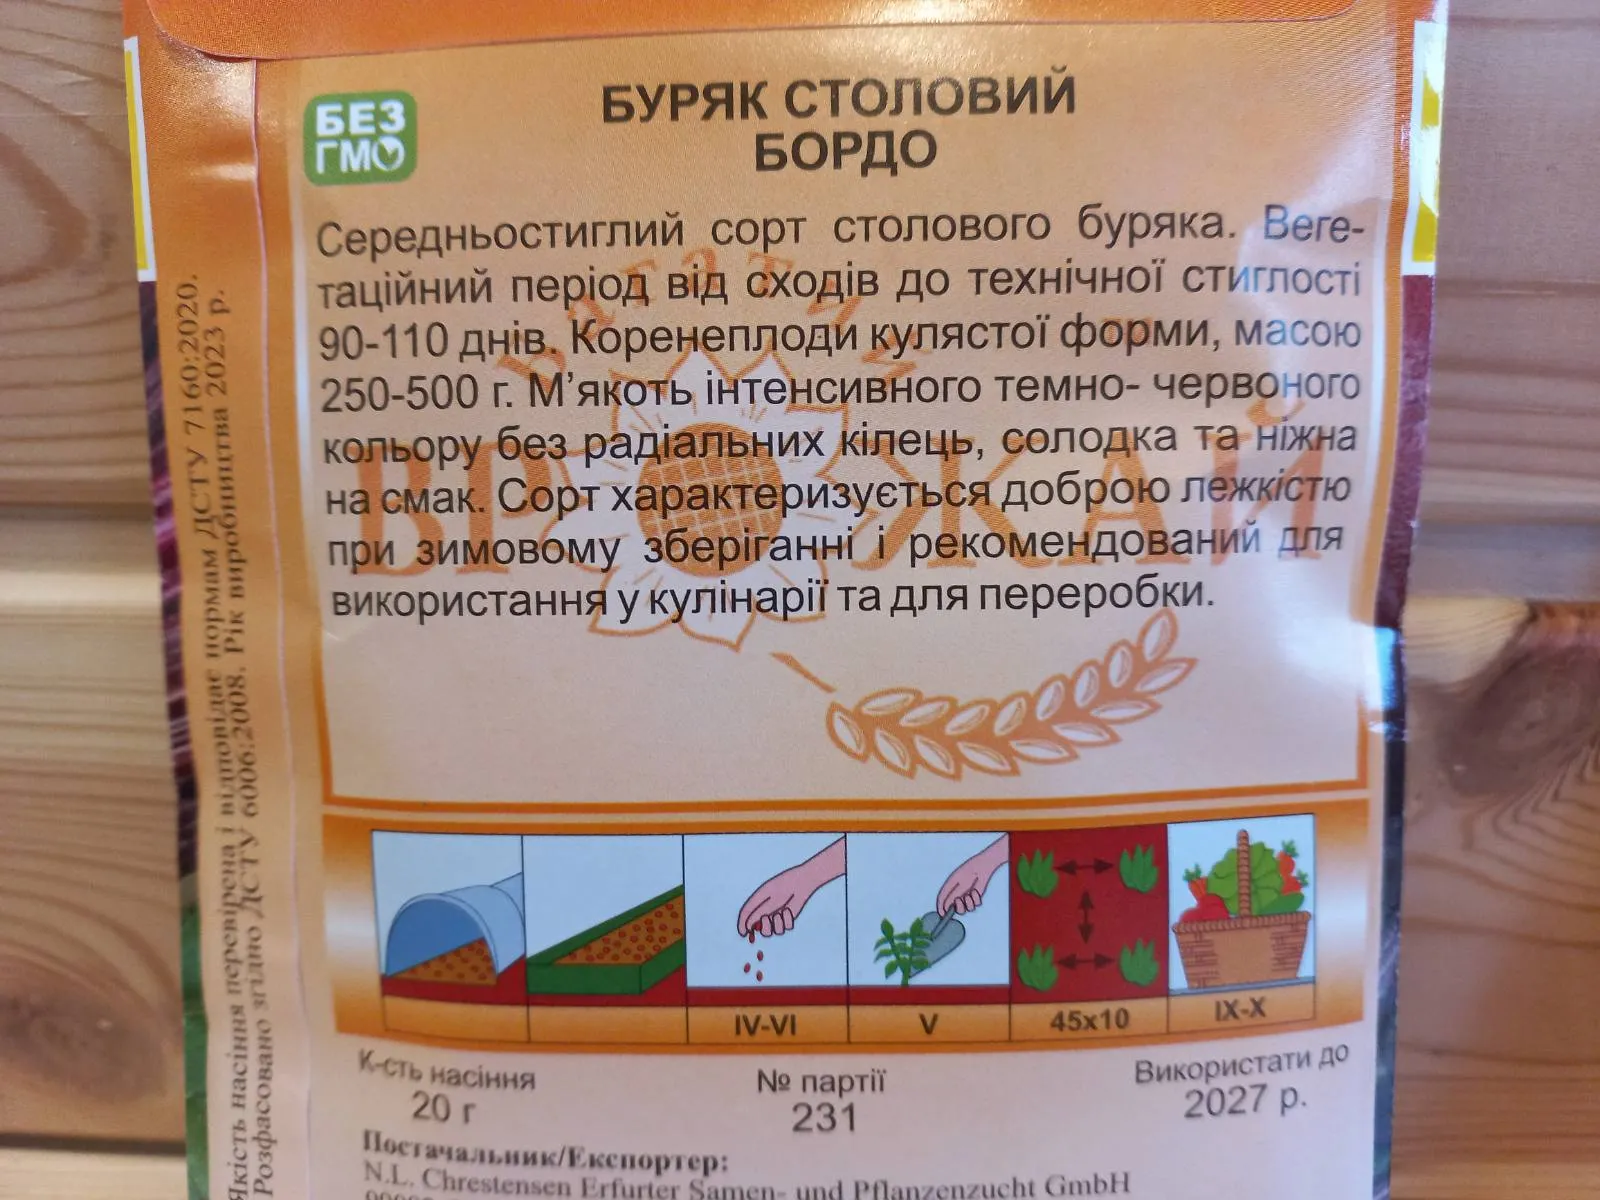 БЕЗ
ГМО
БУРЯК СТОЛОВИЙ
БОРДО
Середньостиглий сорт столового буряка. Веге-
таційний період від сходів до технічної стиглості
90-110 днів. Коренеплоди кулястої форми, масою
250-500 г. М'якоть інтенсивного темно- червоного
кольору без радіальних кілець, солодка та ніжна
на смак. Сорт характеризується доброю лежкістю
при зимовому зберіганні і рекомендований для
використання у кулінарії та для переробки.
Багатий
ВРОЖАЙ
IV-VI
V
45x10
IX-X
К-сть насіння
20 г
№ партії
231
Використати до
2027 р.
Постачальник/Експортер:
N.L. Chrestensen Erfurter Samen- und Pflanzenzucht GmbH
Якість насіння перевірена і відповідає нормам ДСТУ 7160:2020.
Розфасовано згідно ДСТУ 6006:2008. Рік виробництва 2023 р.